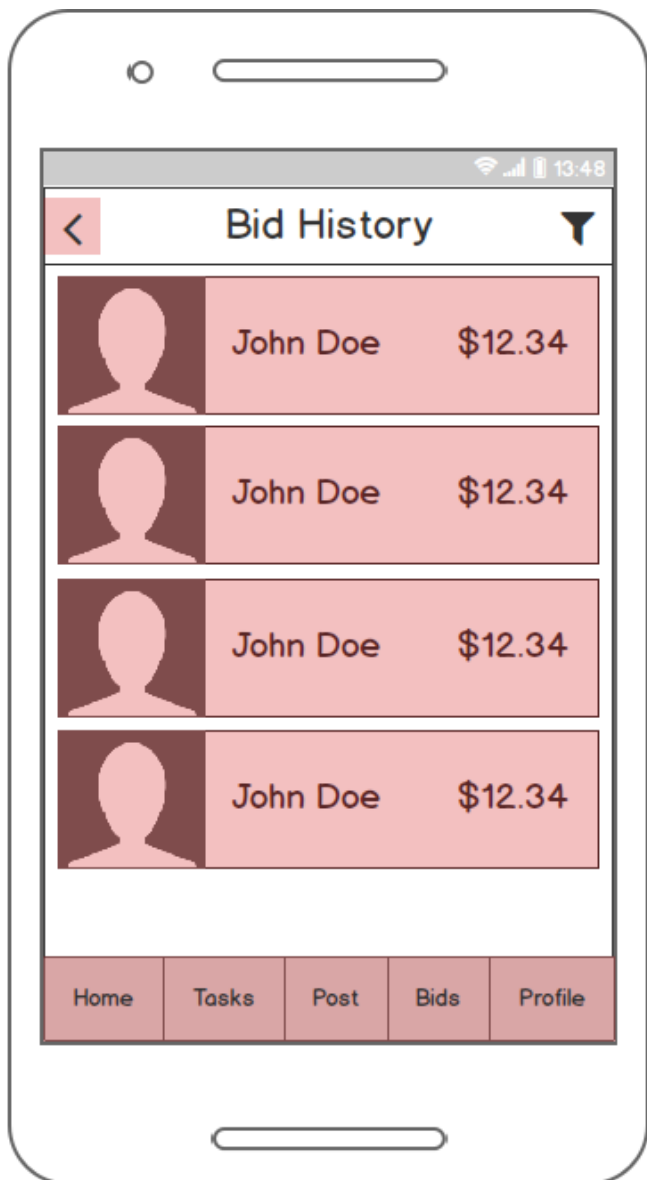 13:48
Bid History
John Doe $12.34
John Doe $12.34
John Doe $12.34
John Doe $12.34
Home Tasks Post Bids Profile